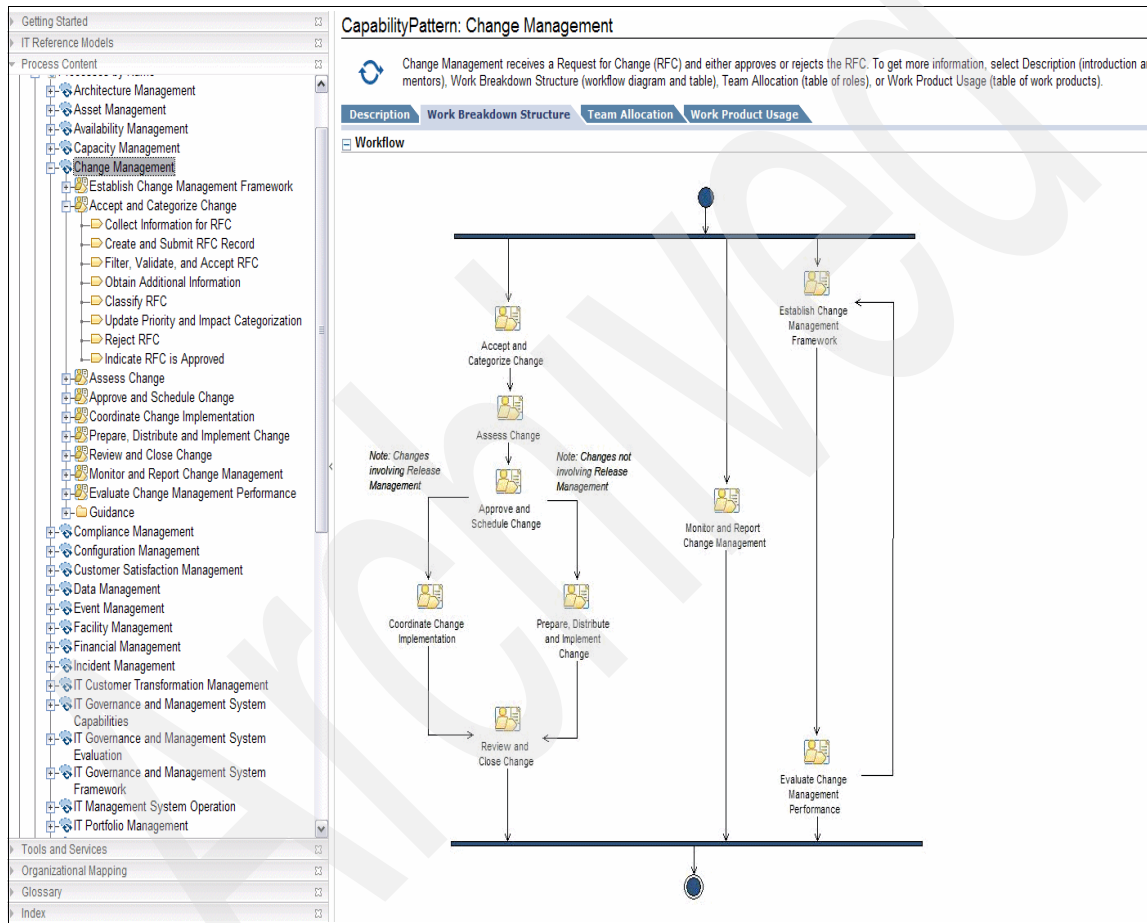 Getting Started
IT Reference Models
Process Content
Architecture Management
Asset Management
Availability Management
Capacity Management
Change Management
Establish Change Management Framework
Accept and Categorize Change
Collect Information for RFC
Create and Submit RFC Record
Filter, Validate, and Accept RFC
Obtain Additional Information
Classify RFC
Update Priority and Impact Categorization
Reject RFC
Indicate RFC is Approved
Assess Change
Approve and Schedule Change
Coordinate Change Implementation
Prepare, Distribute and Implement Change
Review and Close Change
Monitor and Report Change Management
Evaluate Change Management Performance
Guidance
Compliance Management
Configuration Management
Customer Satisfaction Management
Data Management
Event Management
Facility Management
Financial Management
Incident Management
IT Customer Transformation Management
IT Governance and Management System
Capabilities
IT Governance and Management System
Evaluation
IT Governance and Management System
Framework
IT Management System Operation
IT Portfolio Management
Tools and Services
Organizational Mapping
Glossary
Index
CapabilityPattern: Change Management
Change Management receives a Request for Change (RFC) and either approves or rejects the RFC. To get more information, select Description (introduction
mentors), Work Breakdown Structure (workflow diagram and table), Team Allocation (table of roles), or Work Product Usage (table of work products).
Description Work Breakdown Structure Team Allocation Work Product Usage
Workflow
Establish Change
Management
Framework
Accept and
Categorize Change
Assess Change
Note: Changes
involving Release
Management
Note: Changes not
involving Release
Management
Approve and
Schedule Change
Monitor and Report
Change Management
Coordinate Change
Implementation
Prepare, Distribute
and Implement
Change
Review and
Close Change
Evaluate Change
Management
Performance
Archived